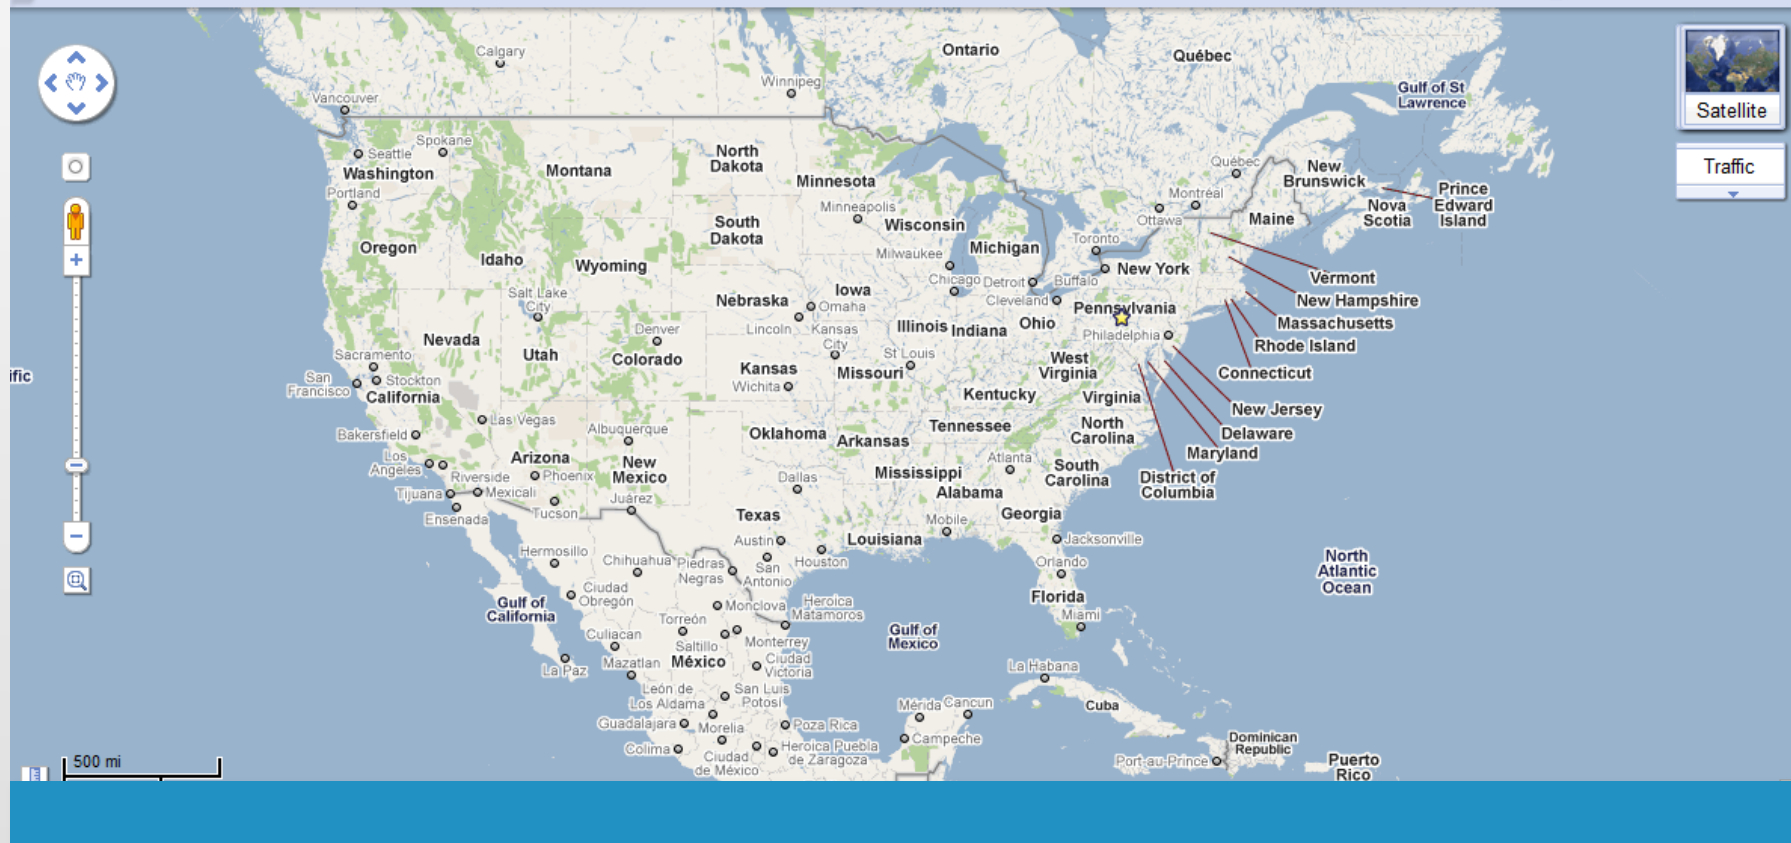 Calgary
Ontario
Québec
Winnipeg
Gulf of St
Lawrence
Vancouver
Satellite
Spokane
Seattle
Washington
Montana
North
Dakota
Minnesota
Québec
New
Brunswick
Traffic
Portland
Minneapolis
Montréal
Ottawa
Maine
Nova
Scotia
Prince
Edward
Island
South
Dakota
Wisconsin
Michigan
Toronto
Oregon
Idaho
Wyoming
Milwaukee
New York
Vermont
Salt Lake
City
Nebraska
Iowa
Omaha
Chicago
Detroit
Buffalo
Cleveland
New Hampshire
Massachusetts
Rhode Island
Connecticut
Pennsylvania
Philadelphia
Nevada
Utah
Denver
Colorado
Lincoln
Kansas
City
Illinois
Indiana
Ohio
Sacramento
San
Francisco
Stockton
California
ific
Kansas
Wichita
St Louis
Missouri
West
Virginia
Kentucky
Virginia
New Jersey
Delaware
Maryland
District of
Columbia
Las Vegas
Bakersfield
Albuquerque
Oklahoma
Arkansas
Tennessee
North
Carolina
Los
Angeles
Riverside
Arizona
Phoenix
New
Mexico
Dallas
Mississippi
Atlanta
South
Carolina
Alabama
Georgia
Tijuana
Mexicali
Ensenada
Tucson
Juárez
Texas
Mobile
Louisiana
Jacksonville
Austin
Houston
San
Antonio
Orlando
Florida
Miami
North
Atlantic
Ocean
Hermosillo
Chihuahua
Piedras
Negras
Ciudad
Obregón
Gulf of
California
Monclova
Heroica
Matamoros
Torreón
Saltillo
Monterrey
Culiacan
Gulf of
Mexico
La Paz
Mazatlan
México
Ciudad
Victoria
La Habana
Cuba
León de
Los Aldama
San Luis
Potosí
Mérida
Cancun
Guadalajara
Morelia
Poza Rica
Campeche
Colima
Ciudad
de México
Heroica Puebla
de Zaragoza
Port-au-Prince
Dominican
Republic
Puerto
Rico
500 mi